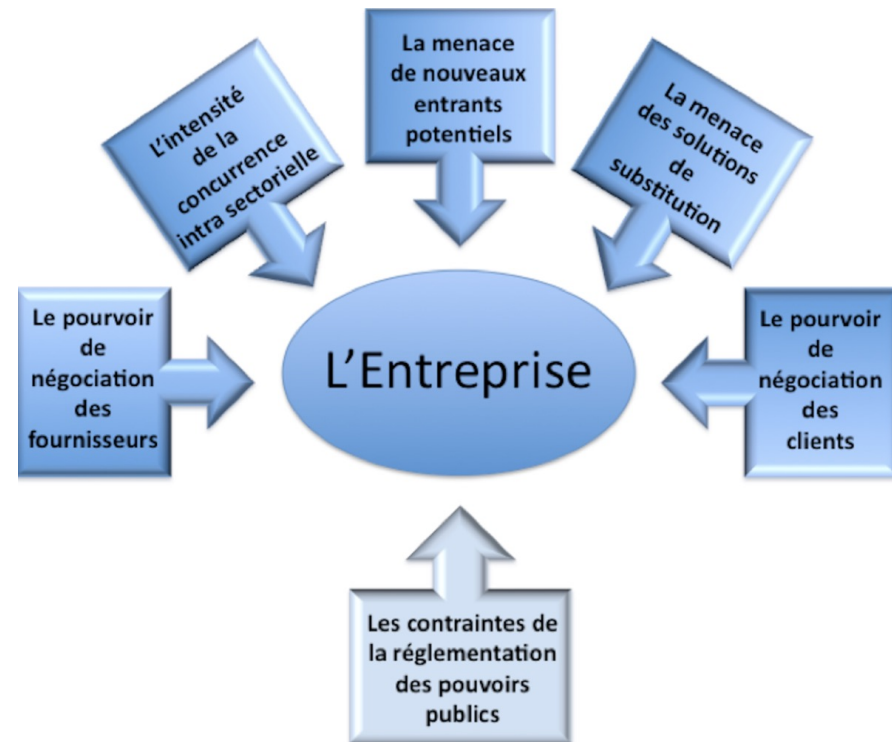 La menace
de nouveaux
entrants
potentiels
L'intensité
de la
concurrence
intra sectorielle
La menace
des solutions
de
substitution
Le pourvoir
de
négociation
des
fournisseurs
L'Entreprise
Le pourvoir
de
négociation
des
clients
Les contraintes de
la réglementation
des pouvoirs
publics